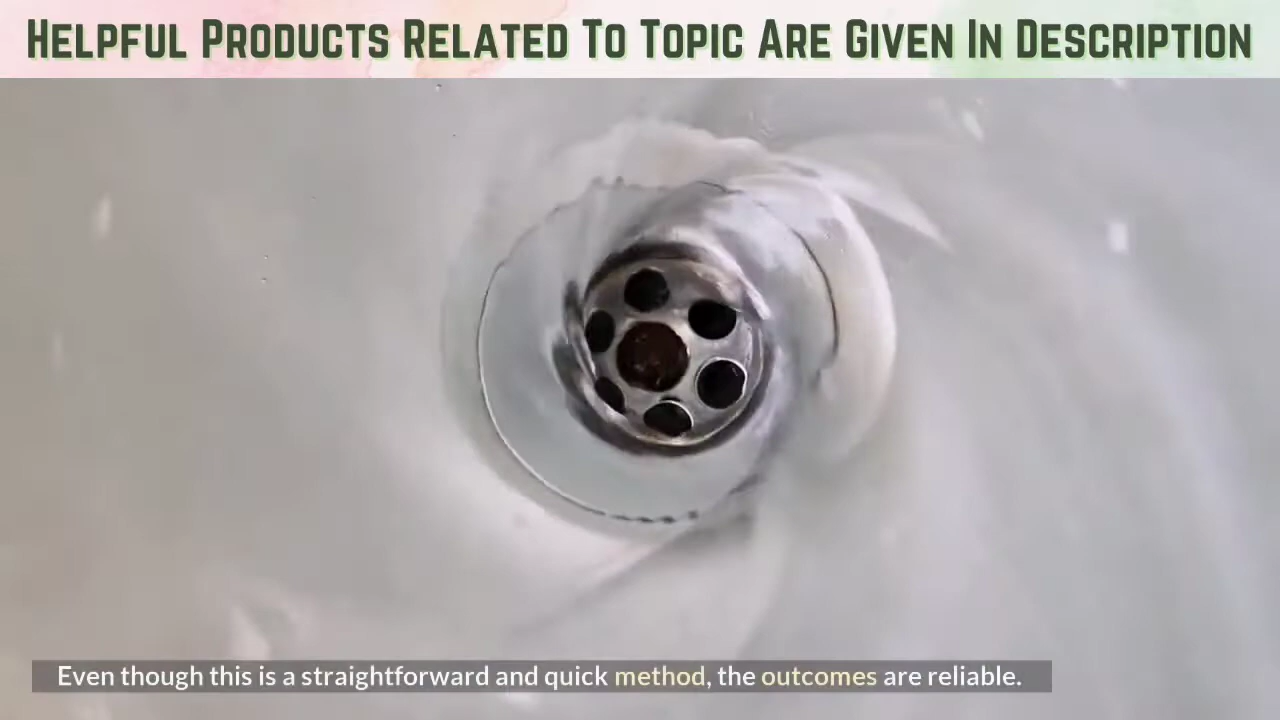 Helpful Products Related To Topic Are Given In Description
Even though this is a straightforward and quick method, the outcomes are reliable.